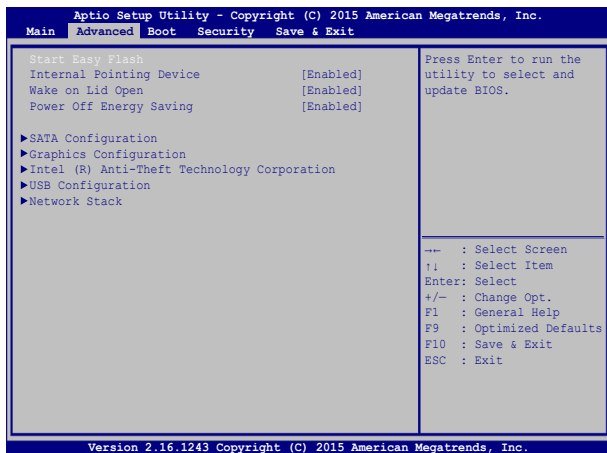 Aptio Setup Utility - Copyright (C) 2015 American Megatrends, Inc.
Main Advanced Boot Security Save & Exit
Start Easy Flash
Internal Pointing Device [Enabled]
Wake on Lid Open [Enabled]
Power Off Energy Saving [Enabled]
▶SATA Configuration
▶Graphics Configuration
▶Intel (R) Anti-Theft Technology Corporation
▶USB Configuration
▶Network Stack
Press Enter to run the
utility to select and
update BIOS.
→← : Select Screen
↑↓ : Select Item
Enter: Select
+/— : Change Opt.
F1 : General Help
F9 : Optimized Defaults
F10 : Save & Exit
ESC : Exit
Version 2.16.1243 Copyright (C) 2015 American Megatrends, Inc.